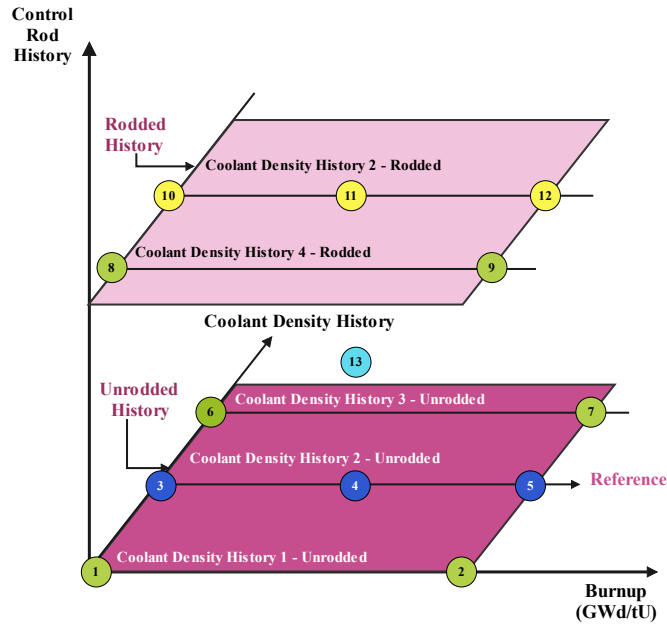 Control
Rod
History
Rodded
History
Coolant Density History 2 - Rodded
10
11
12
Coolant Density History 4 - Rodded
8
9
Coolant Density History
13
Unrodded
History
Coolant Density History 3 - Unrodded
6
7
Coolant Density History 2 - Unrodded
3
4
5
Reference
Coolant Density History 1 - Unrodded
1
2
Burnup
(GWd/tU)